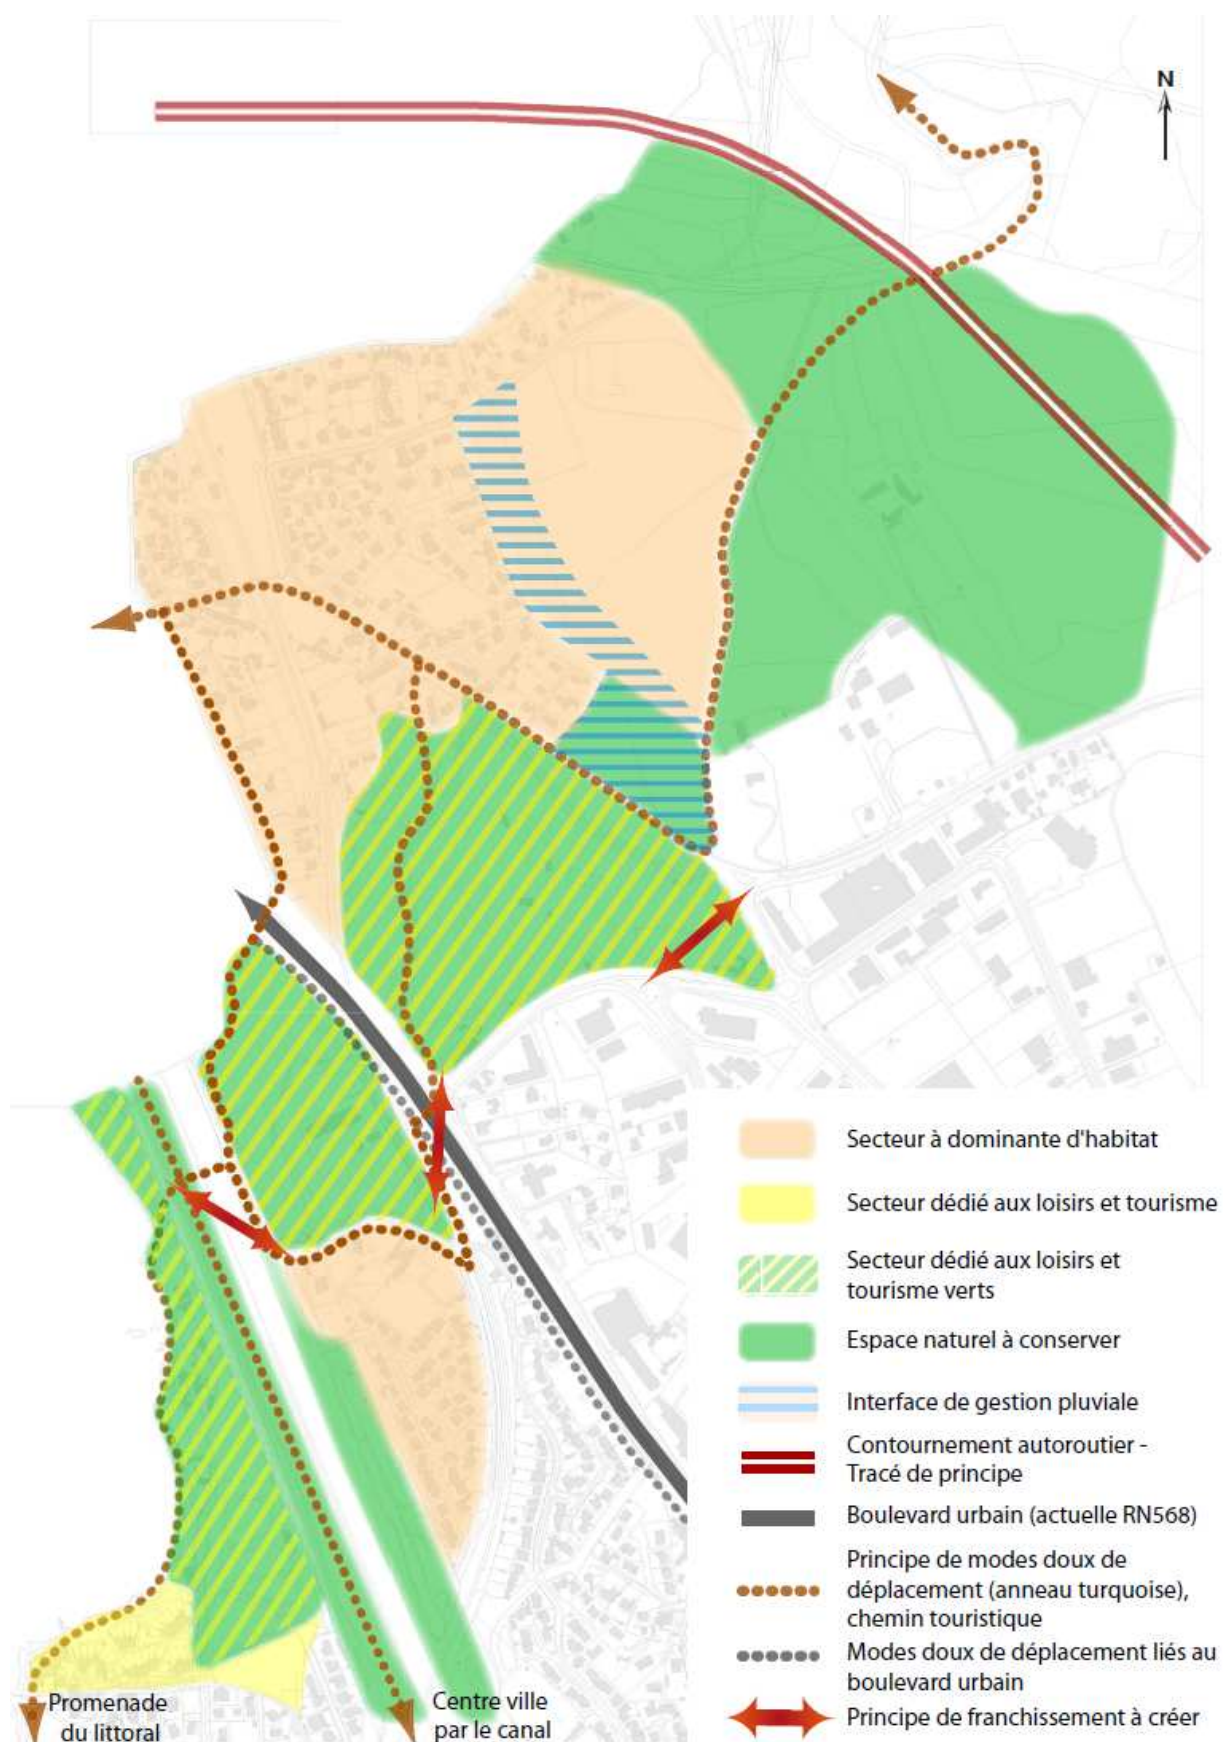 N
Secteur à dominante d'habitat
Secteur dédié aux loisirs et tourisme
Secteur dédié aux loisirs et
tourisme verts
Espace naturel à conserver
Interface de gestion pluviale
Contournement autoroutier -
Tracé de principe
Boulevard urbain (actuelle RN568)
Principe de modes doux de
déplacement (anneau turquoise),
chemin touristique
Modes doux de déplacement liés au
boulevard urbain
Principe de franchissement à créer
Promenade
du littoral
Centre ville
par le canal